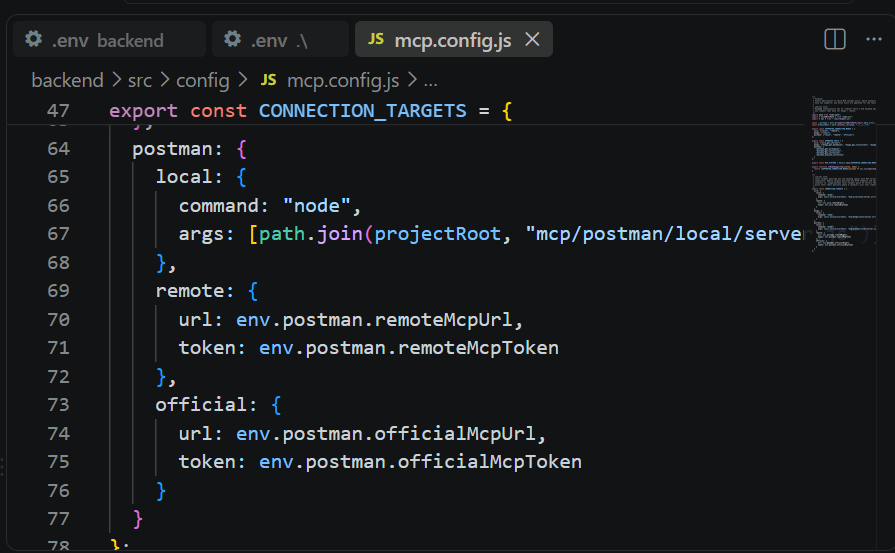 .env backend
.env .\
JS mcp.config.js
backend > src > config > JS mcp.config.js > ...
47 export const CONNECTION_TARGETS = {
64 postman: {
65 local: {
66 command: "node",
67 args: [path.join(projectRoot, "mcp/postman/local/server
68 },
69 remote: {
70 url: env.postman.remoteMcpUrl,
71 token: env.postman.remoteMcpToken
72 },
73 official: {
74 url: env.postman.officialMcpUrl,
75 token: env.postman.officialMcpToken
76 }
77 }
78 };